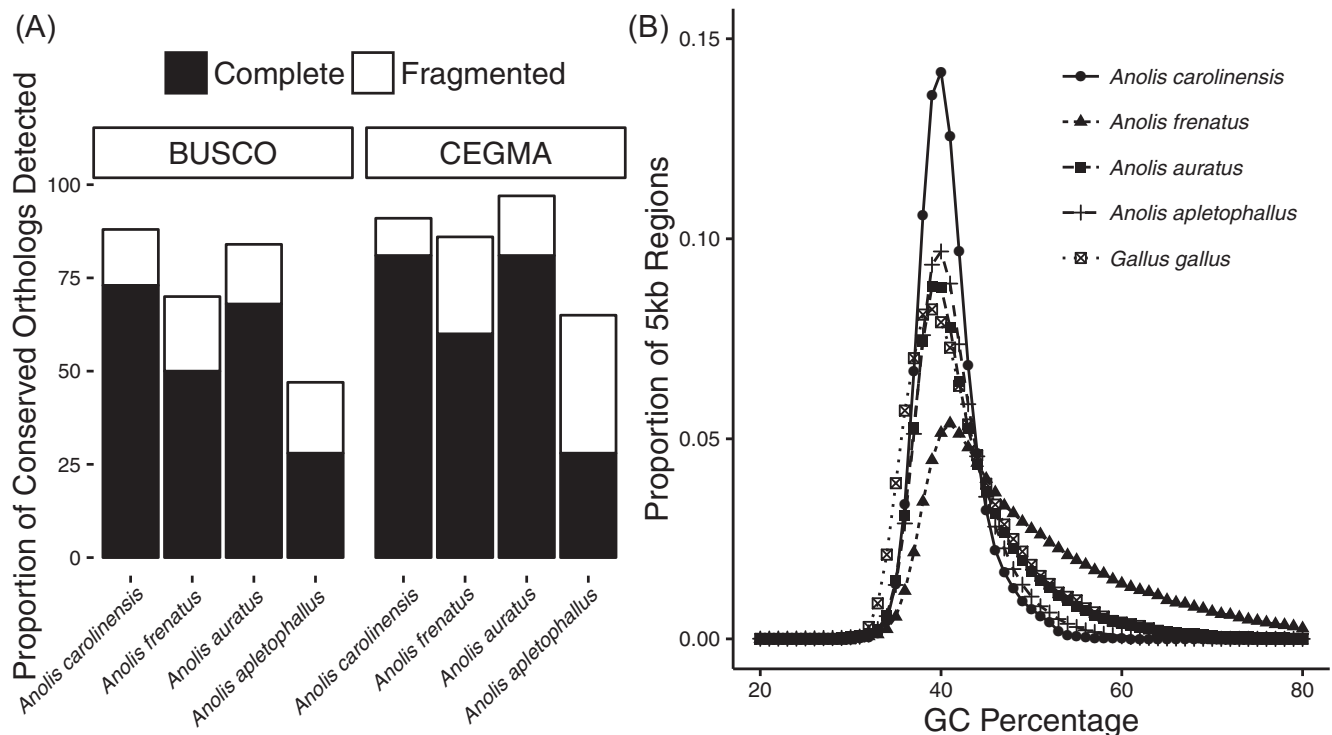 (A)
Complete Fragmented
BUSCO CEGMA
Proportion of Conserved Orthologs Detected
100
75
50
25
0
Anolis carolinensis
Anolis frenatus
Anolis auratus
Anolis apletophallus
Anolis carolinensis
Anolis frenatus
Anolis auratus
Anolis apletophallus
(B)
Proportion of 5kb Regions
0.15
0.10
0.05
0.00
20 40 60 80
GC Percentage
Anolis carolinensis
Anolis frenatus
Anolis auratus
Anolis apletophallus
Gallus gallus